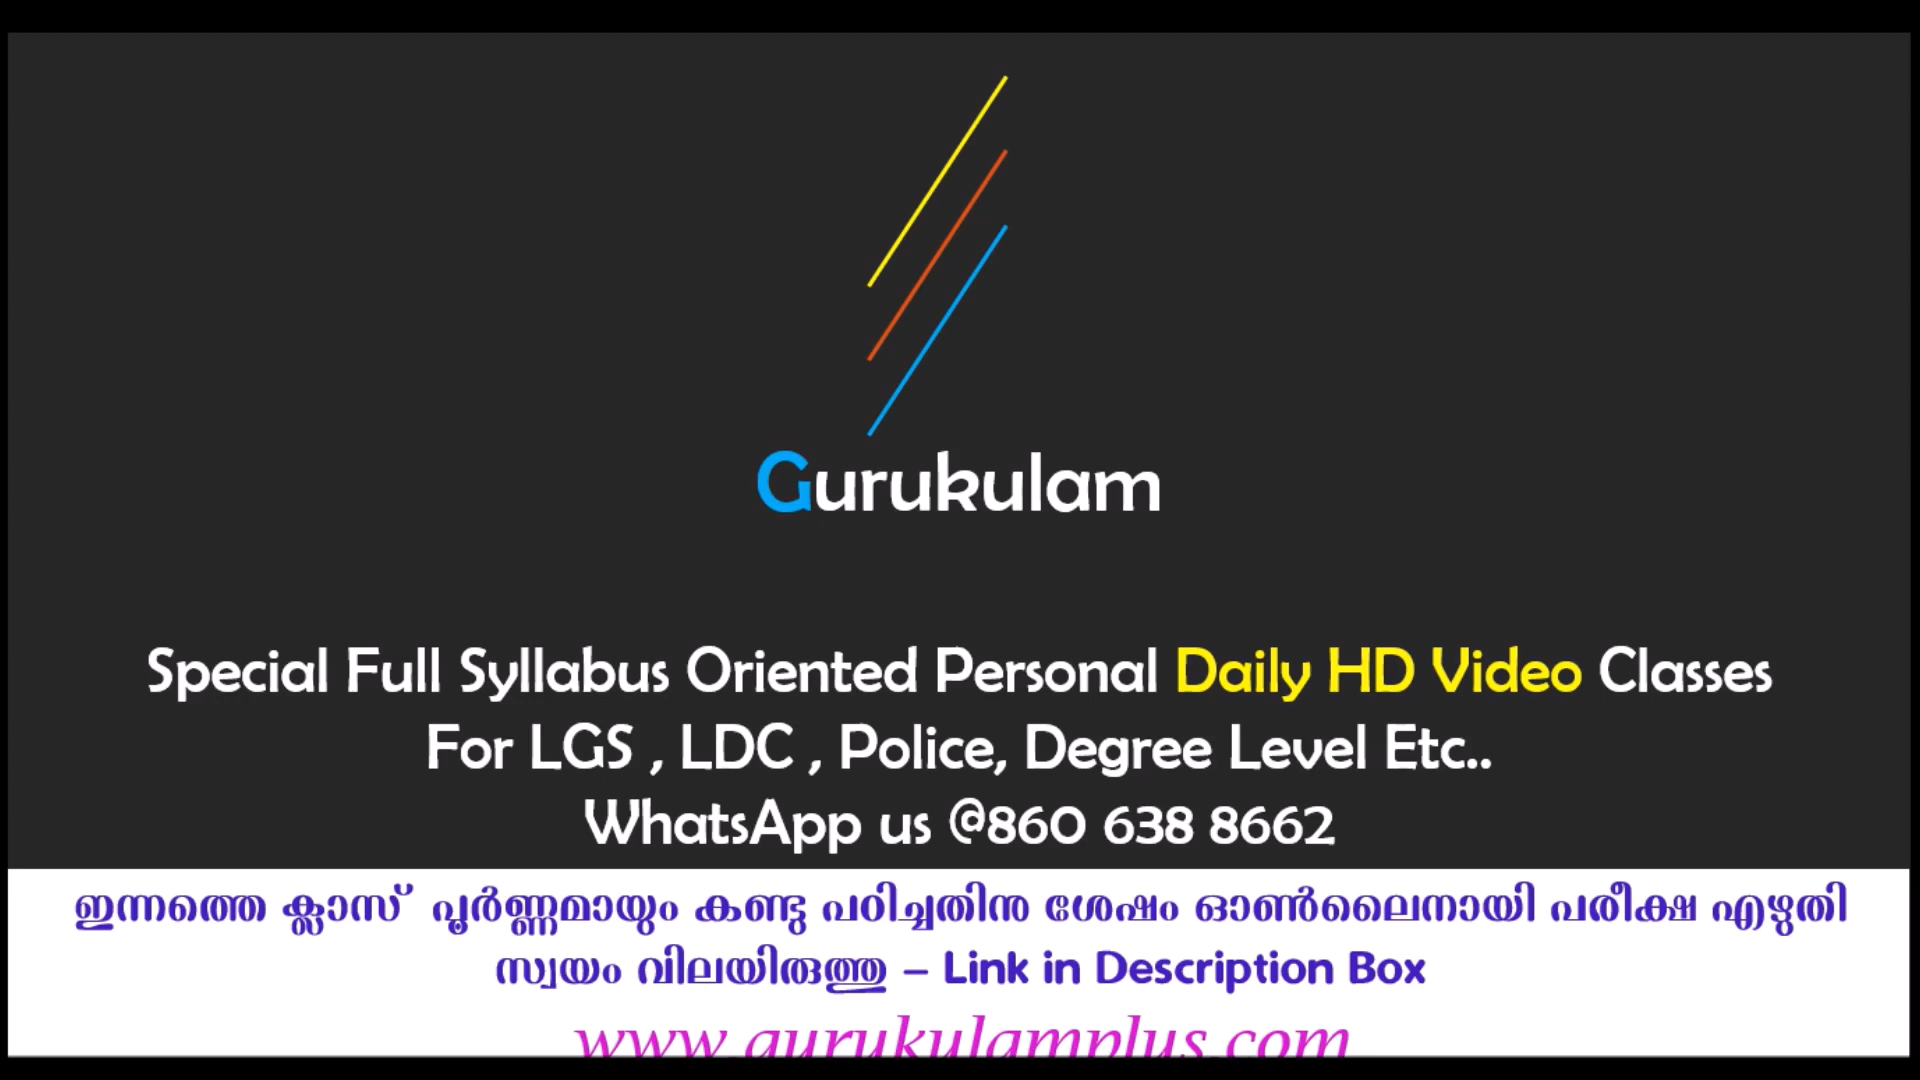 Gurukulam
Special Full Syllabus Oriented Personal Daily HD Video Classes
For LGS , LDC , Police, Degree Level Etc..
WhatsApp us @860 638 8662
ഇന്നത്തെ ക്ലാസ് പൂർണ്ണമായും കണ്ടു പഠിച്ചതിനു ശേഷം ഓൺലൈനായി പരീക്ഷ എഴുതി
സ്വയം വിലയിരുത്തു – Link in Description Box
www.gurukulamplus.com